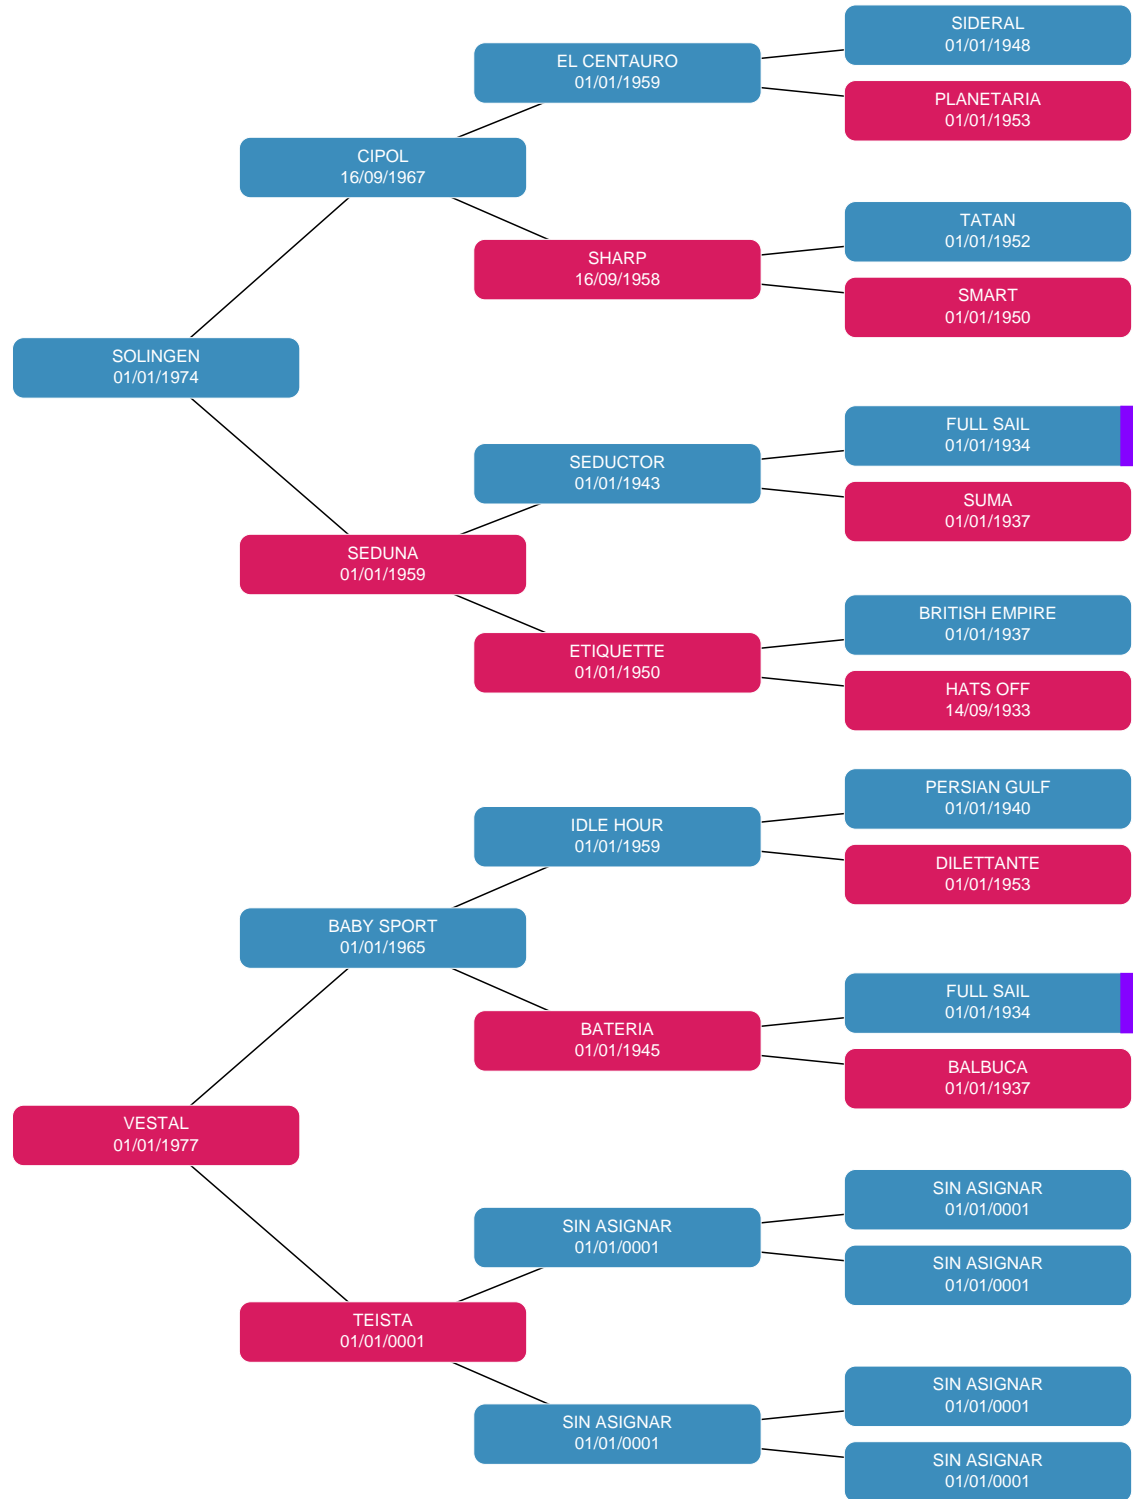 SIDERAL
01/01/1948
EL CENTAURO
01/01/1959
PLANETARIA
01/01/1953
CIPOL
16/09/1967
TATAN
01/01/1952
SHARP
16/09/1958
SMART
01/01/1950
SOLINGEN
01/01/1974
FULL SAIL
01/01/1934
SEDUCTOR
01/01/1943
SUMA
01/01/1937
SEDUNA
01/01/1959
BRITISH EMPIRE
01/01/1937
ETIQUETTE
01/01/1950
HATS OFF
14/09/1933
PERSIAN GULF
01/01/1940
IDLE HOUR
01/01/1959
DILETTANTE
01/01/1953
BABY SPORT
01/01/1965
FULL SAIL
01/01/1934
BATERIA
01/01/1945
BALBUCA
01/01/1937
VESTAL
01/01/1977
SIN ASIGNAR
01/01/0001
SIN ASIGNAR
01/01/0001
SIN ASIGNAR
01/01/0001
TEISTA
01/01/0001
SIN ASIGNAR
01/01/0001
SIN ASIGNAR
01/01/0001
SIN ASIGNAR
01/01/0001